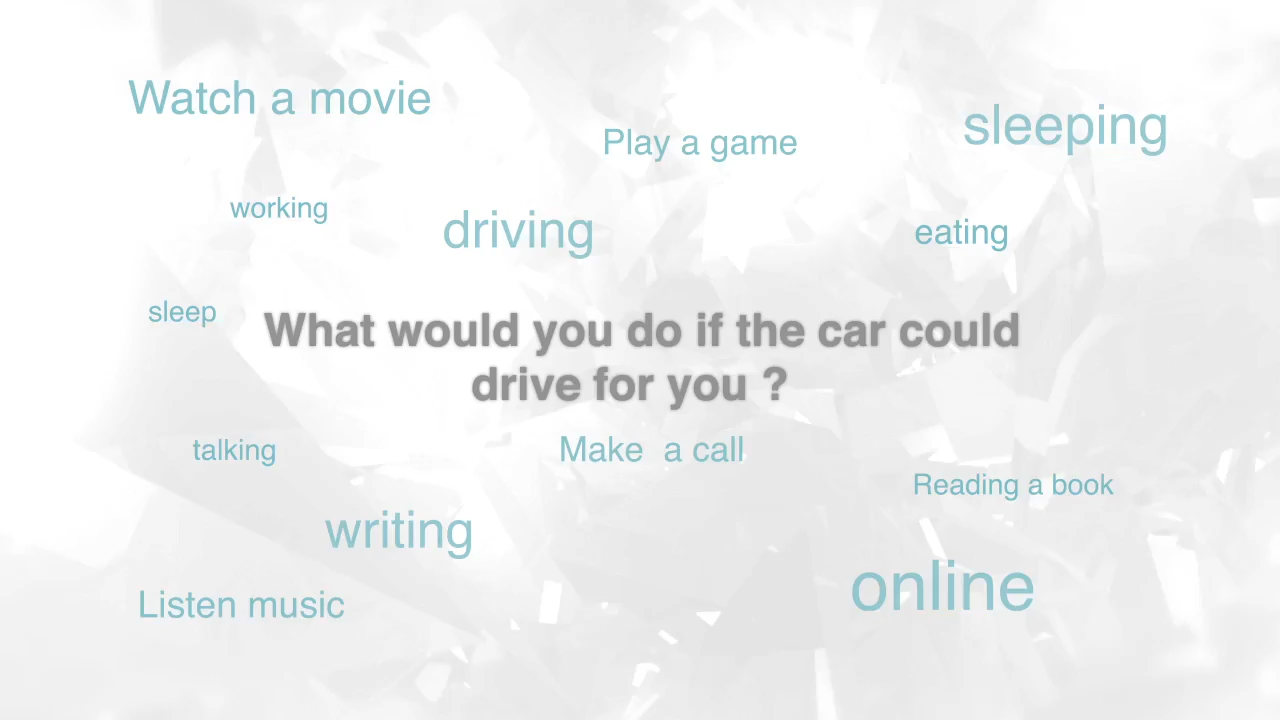 Watch a movie
Play a game
sleeping
working
driving
eating
sleep
What would you do if the car could
drive for you ?
talking
Make a call
Reading a book
writing
online
Listen music